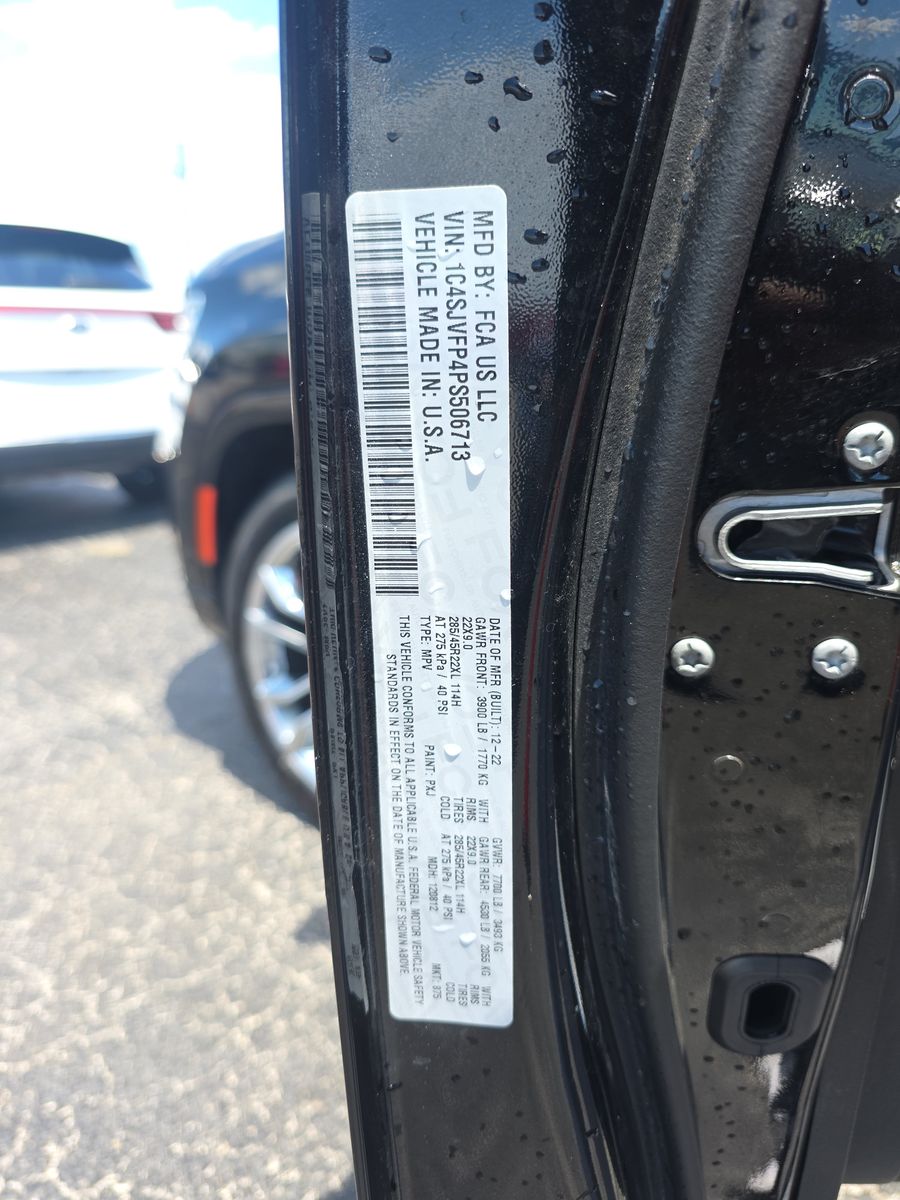 MFD BY: FCA US LLC
VIN: 1C4SJVFP4PS506713
VEHICLE MADE IN: U.S.A.
DATE OF MFR (BUILT): 12-22 GVWR: 7700 LB / 3493 KG
GAWR FRONT: 3900 LB / 1770 KG WITH GAWR REAR: 4530 LB / 2055 KG WITH
22X9.0 RIMS 22X9.0 RIMS
285/45R22XL 114H TIRES 285/45R22XL 114H TIRES
AT 275 kPa / 40 PSI COLD AT 275 kPa / 40 PSI COLD
TYPE: MPV PAINT: PXJ MDH: 120812 MKT: 875
THIS VEHICLE CONFORMS TO ALL APPLICABLE U.S.A. FEDERAL MOTOR VEHICLE SAFETY
STANDARDS IN EFFECT ON THE DATE OF MANUFACTURE SHOWN ABOVE